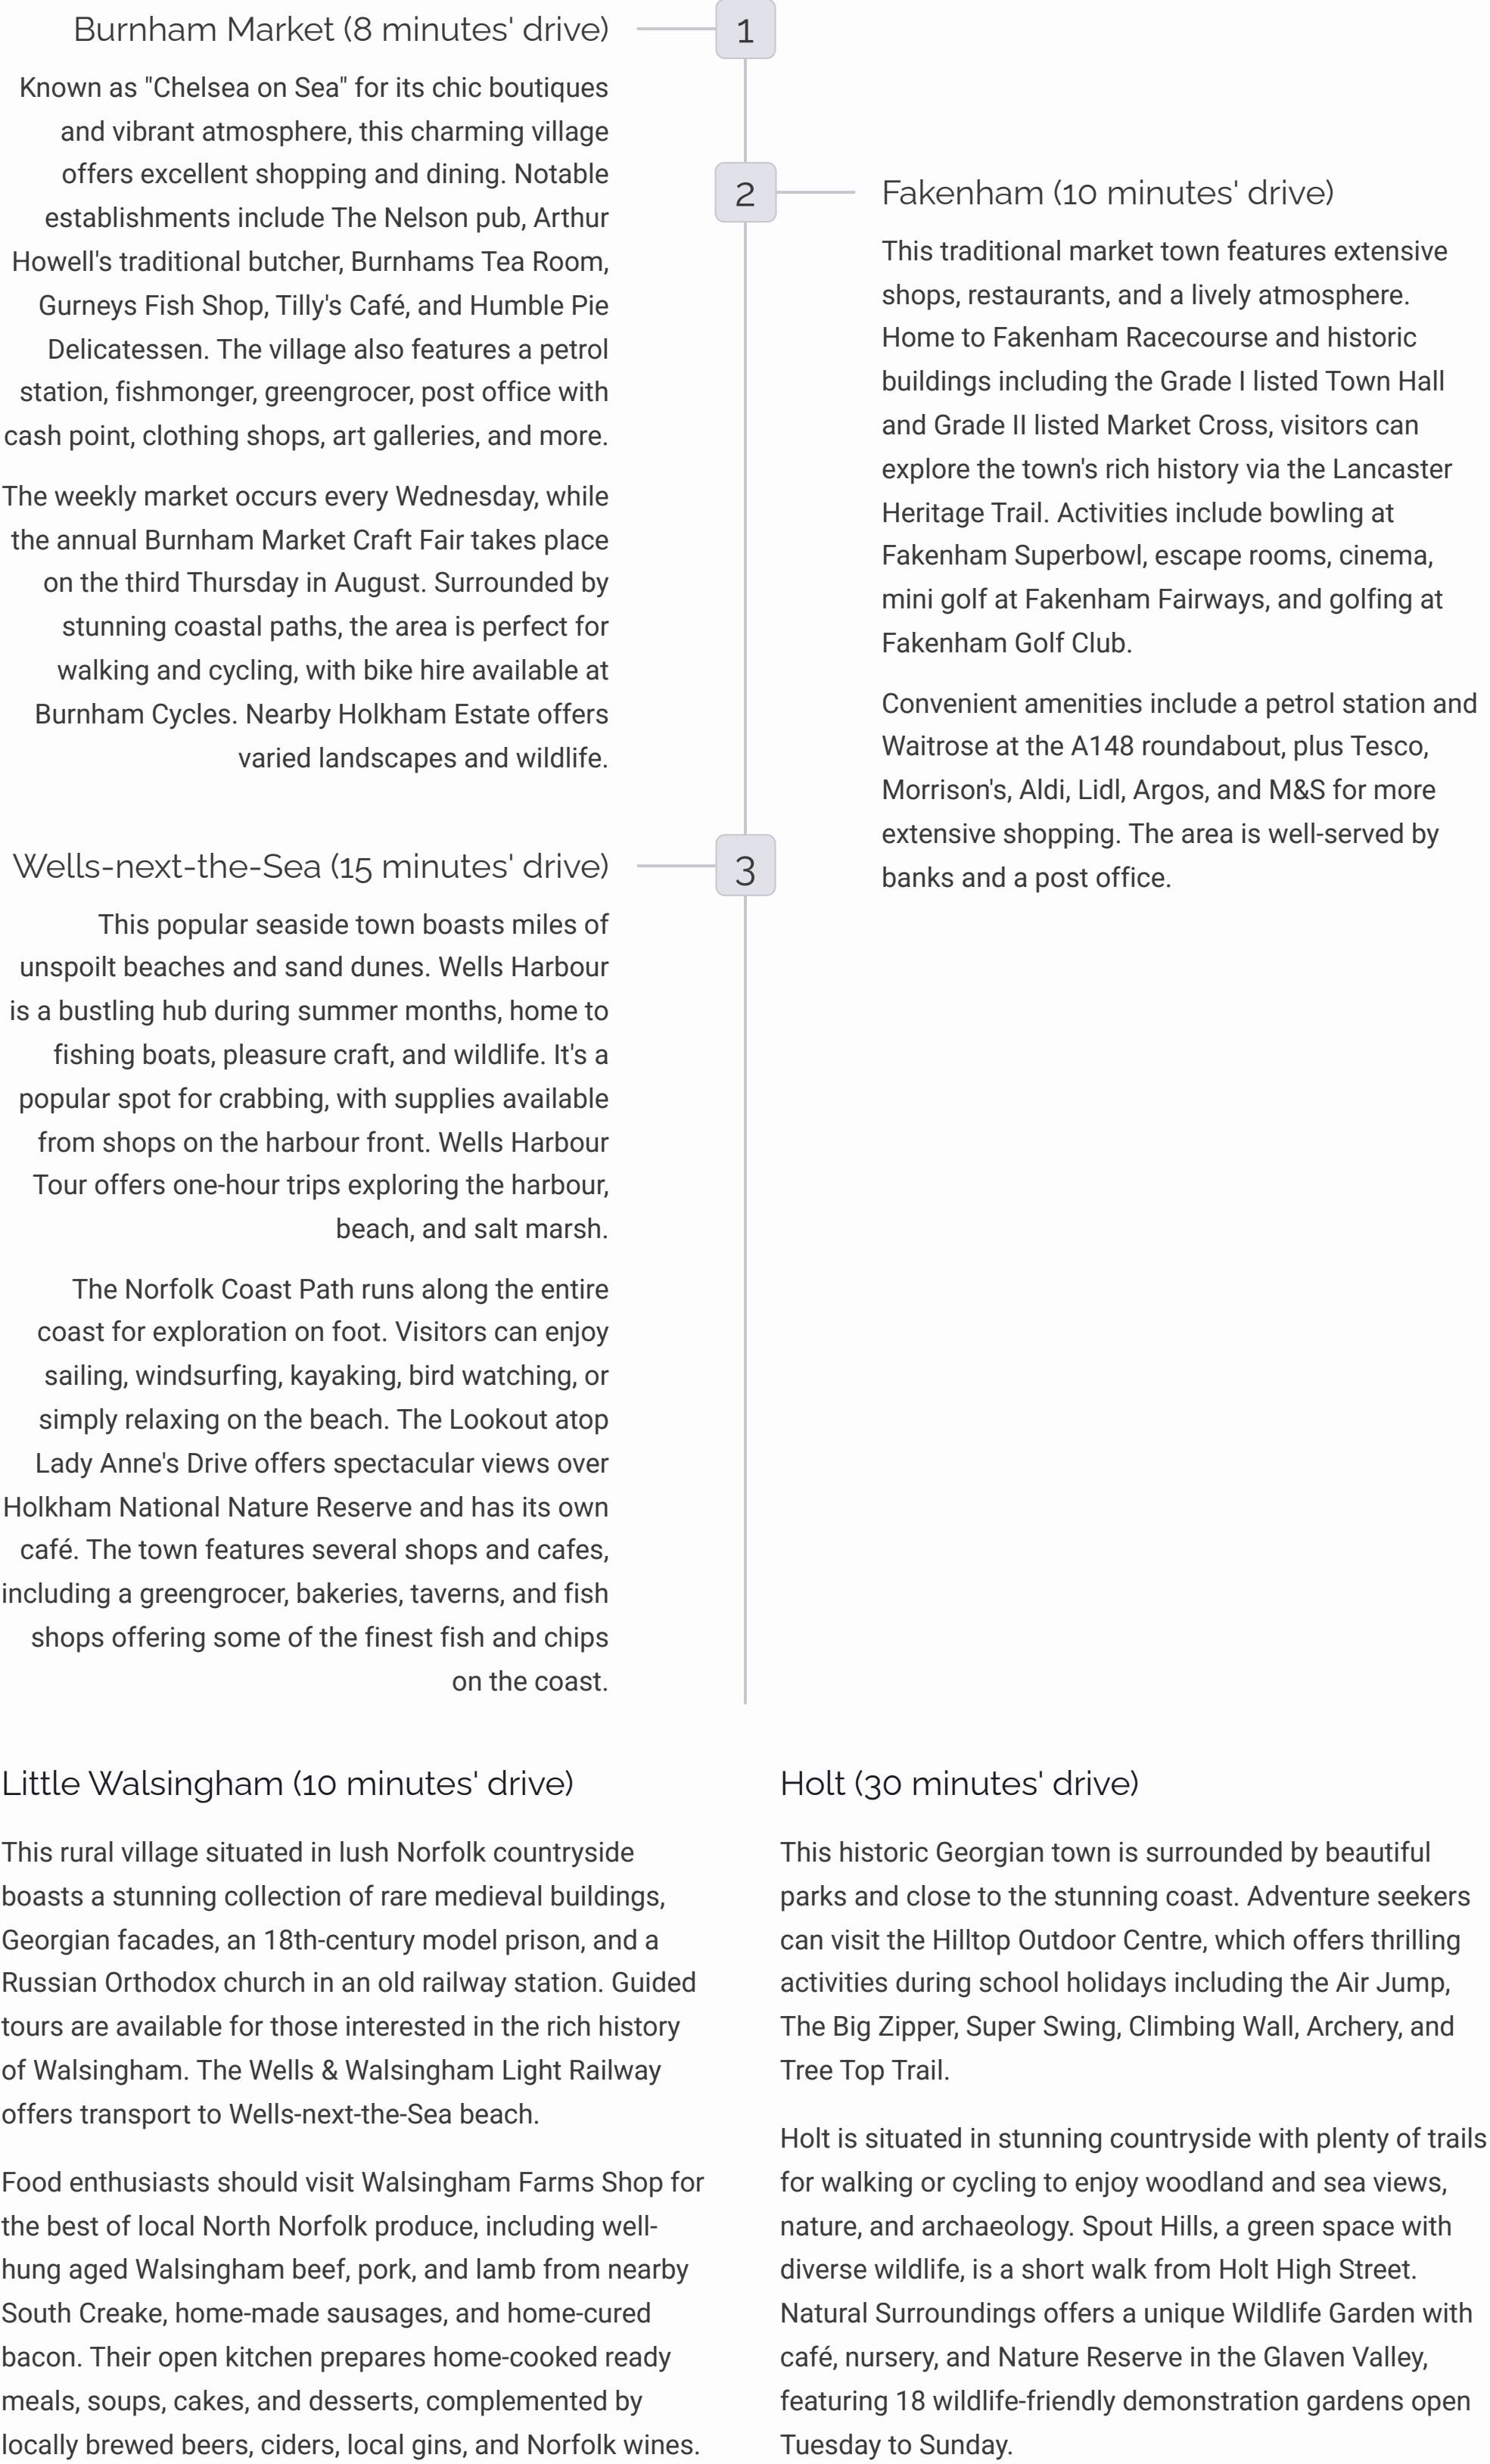 Burnham Market (8 minutes' drive)
1
Known as "Chelsea on Sea" for its chic boutiques
and vibrant atmosphere, this charming village
offers excellent shopping and dining. Notable
establishments include The Nelson pub, Arthur
Howell's traditional butcher, Burnhams Tea Room,
Gurneys Fish Shop, Tilly's Café, and Humble Pie
Delicatessen. The village also features a petrol
station, fishmonger, greengrocer, post office with
cash point, clothing shops, art galleries, and more.
The weekly market occurs every Wednesday, while
the annual Burnham Market Craft Fair takes place
on the third Thursday in August. Surrounded by
stunning coastal paths, the area is perfect for
walking and cycling, with bike hire available at
Burnham Cycles. Nearby Holkham Estate offers
varied landscapes and wildlife.
2
Fakenham (10 minutes' drive)
This traditional market town features extensive
shops, restaurants, and a lively atmosphere.
Home to Fakenham Racecourse and historic
buildings including the Grade I listed Town Hall
and Grade II listed Market Cross, visitors can
explore the town's rich history via the Lancaster
Heritage Trail. Activities include bowling at
Fakenham Superbowl, escape rooms, cinema,
mini golf at Fakenham Fairways, and golfing at
Fakenham Golf Club.
Convenient amenities include a petrol station and
Waitrose at the A148 roundabout, plus Tesco,
Morrison's, Aldi, Lidl, Argos, and M&S for more
extensive shopping. The area is well-served by
banks and a post office.
Wells-next-the-Sea (15 minutes' drive)
3
This popular seaside town boasts miles of
unspoilt beaches and sand dunes. Wells Harbour
is a bustling hub during summer months, home to
fishing boats, pleasure craft, and wildlife. It's a
popular spot for crabbing, with supplies available
from shops on the harbour front. Wells Harbour
Tour offers one-hour trips exploring the harbour,
beach, and salt marsh.
The Norfolk Coast Path runs along the entire
coast for exploration on foot. Visitors can enjoy
sailing, windsurfing, kayaking, bird watching, or
simply relaxing on the beach. The Lookout atop
Lady Anne's Drive offers spectacular views over
Holkham National Nature Reserve and has its own
café. The town features several shops and cafes,
including a greengrocer, bakeries, taverns, and fish
shops offering some of the finest fish and chips
on the coast.
Little Walsingham (10 minutes' drive)
This rural village situated in lush Norfolk countryside
boasts a stunning collection of rare medieval buildings,
Georgian facades, an 18th-century model prison, and a
Russian Orthodox church in an old railway station. Guided
tours are available for those interested in the rich history
of Walsingham. The Wells & Walsingham Light Railway
offers transport to Wells-next-the-Sea beach.
Food enthusiasts should visit Walsingham Farms Shop for
the best of local North Norfolk produce, including well-
hung aged Walsingham beef, pork, and lamb from nearby
South Creake, home-made sausages, and home-cured
bacon. Their open kitchen prepares home-cooked ready
meals, soups, cakes, and desserts, complemented by
locally brewed beers, ciders, local gins, and Norfolk wines.
Holt (30 minutes' drive)
This historic Georgian town is surrounded by beautiful
parks and close to the stunning coast. Adventure seekers
can visit the Hilltop Outdoor Centre, which offers thrilling
activities during school holidays including the Air Jump,
The Big Zipper, Super Swing, Climbing Wall, Archery, and
Tree Top Trail.
Holt is situated in stunning countryside with plenty of trails
for walking or cycling to enjoy woodland and sea views,
nature, and archaeology. Spout Hills, a green space with
diverse wildlife, is a short walk from Holt High Street.
Natural Surroundings offers a unique Wildlife Garden with
café, nursery, and Nature Reserve in the Glaven Valley,
featuring 18 wildlife-friendly demonstration gardens open
Tuesday to Sunday.